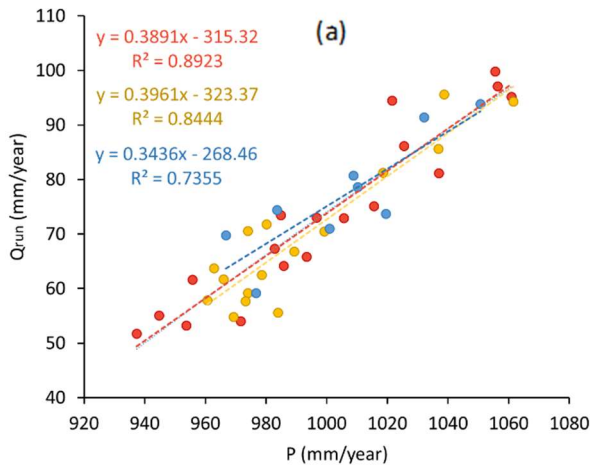 (a)
y = 0.3891x - 315.32
R² = 0.8923
y = 0.3961x - 323.37
R² = 0.8444
y = 0.3436x - 268.46
R² = 0.7355
Qrun (mm/year)
110
100
90
80
70
60
50
40
920 940 960 980 1000 1020 1040 1060 1080
P (mm/year)